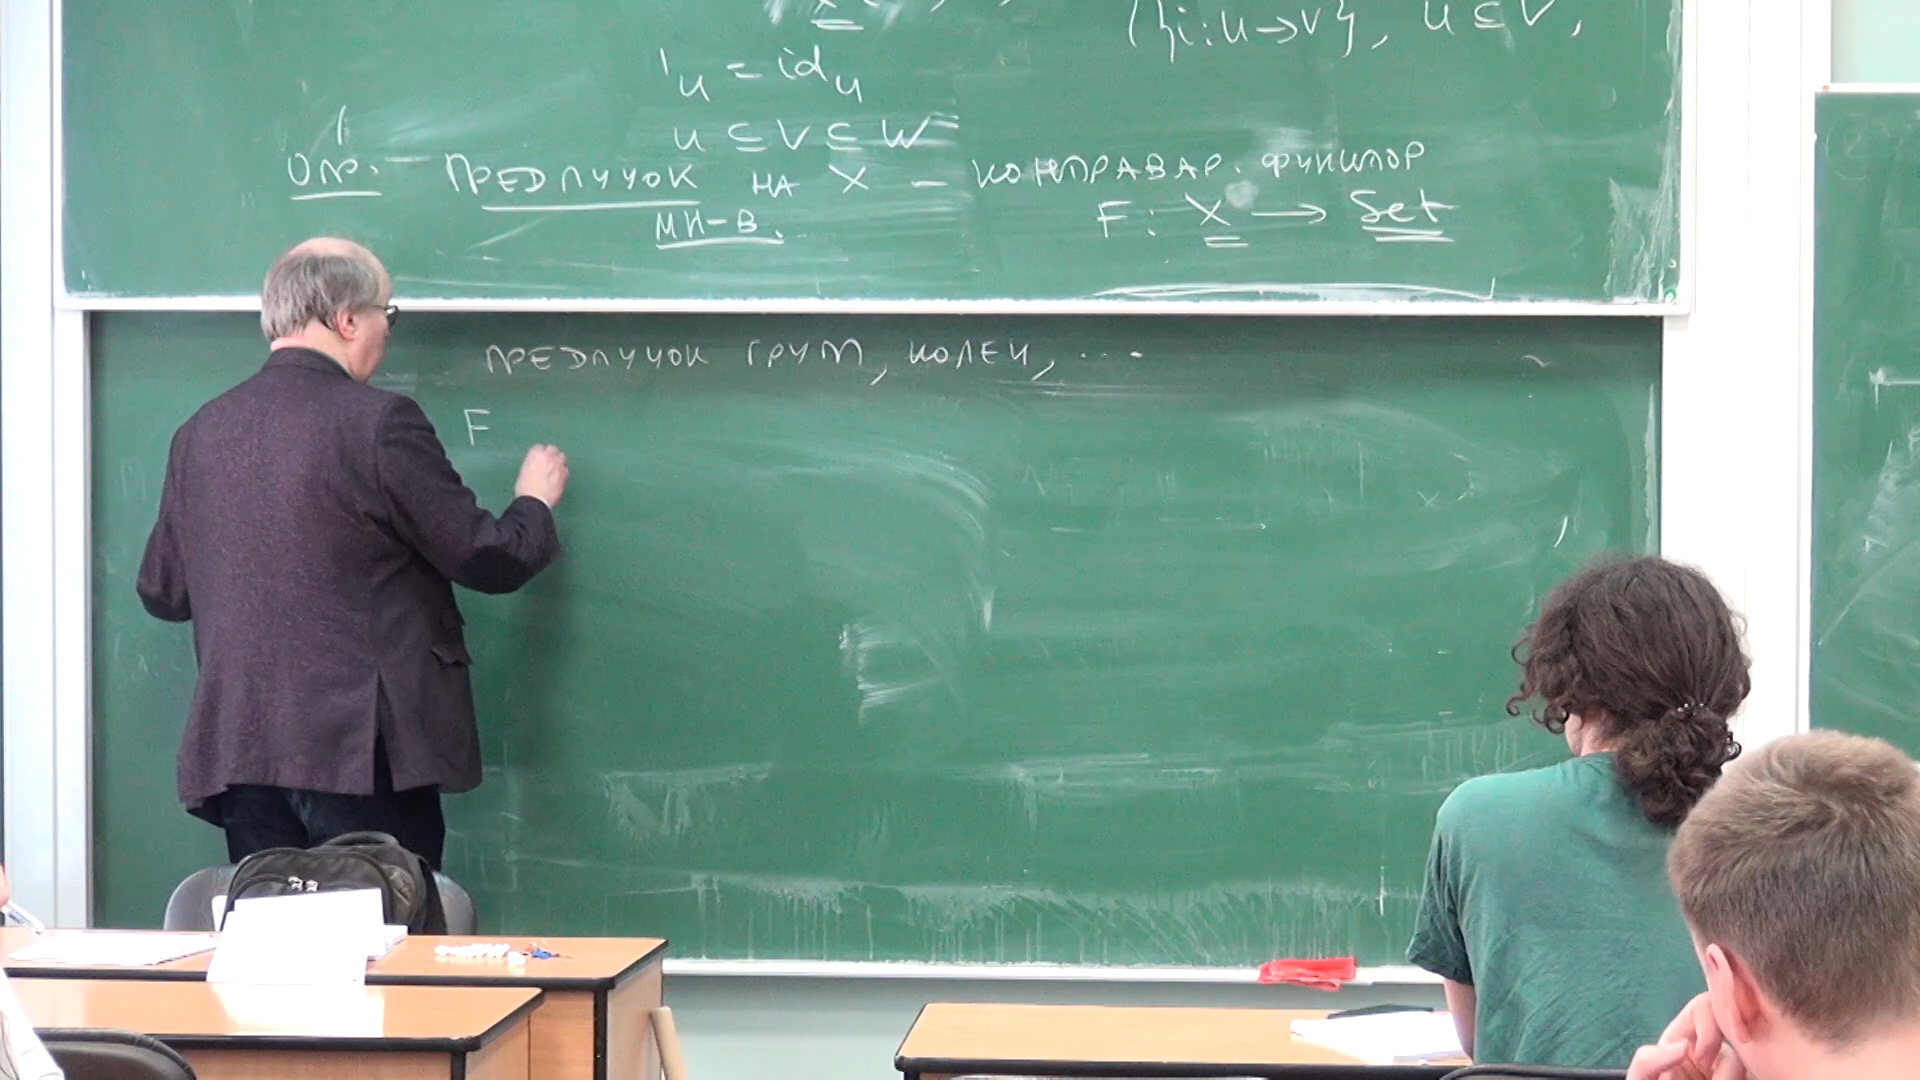 {i:u→v}, u ⊆ V,
1_u = id_u
u ⊆ V ⊆ W
Опр. - ПРЕДПУЧОК НА X - КОНТРАВАР. ФУНКТОР
МН-В. F: X → Set
ПРЕДПУЧОК ГРУПП, КОЛЕЦ, ...
F